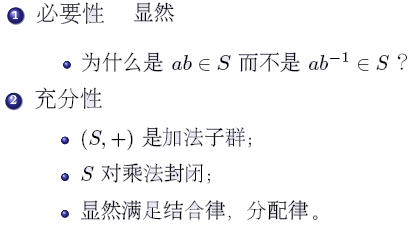 1 必要性 显然
为什么是 ab ∈ S 而不是 ab⁻¹ ∈ S ？
2 充分性
(S, +) 是加法子群；
S 对乘法封闭；
显然满足结合律，分配律。